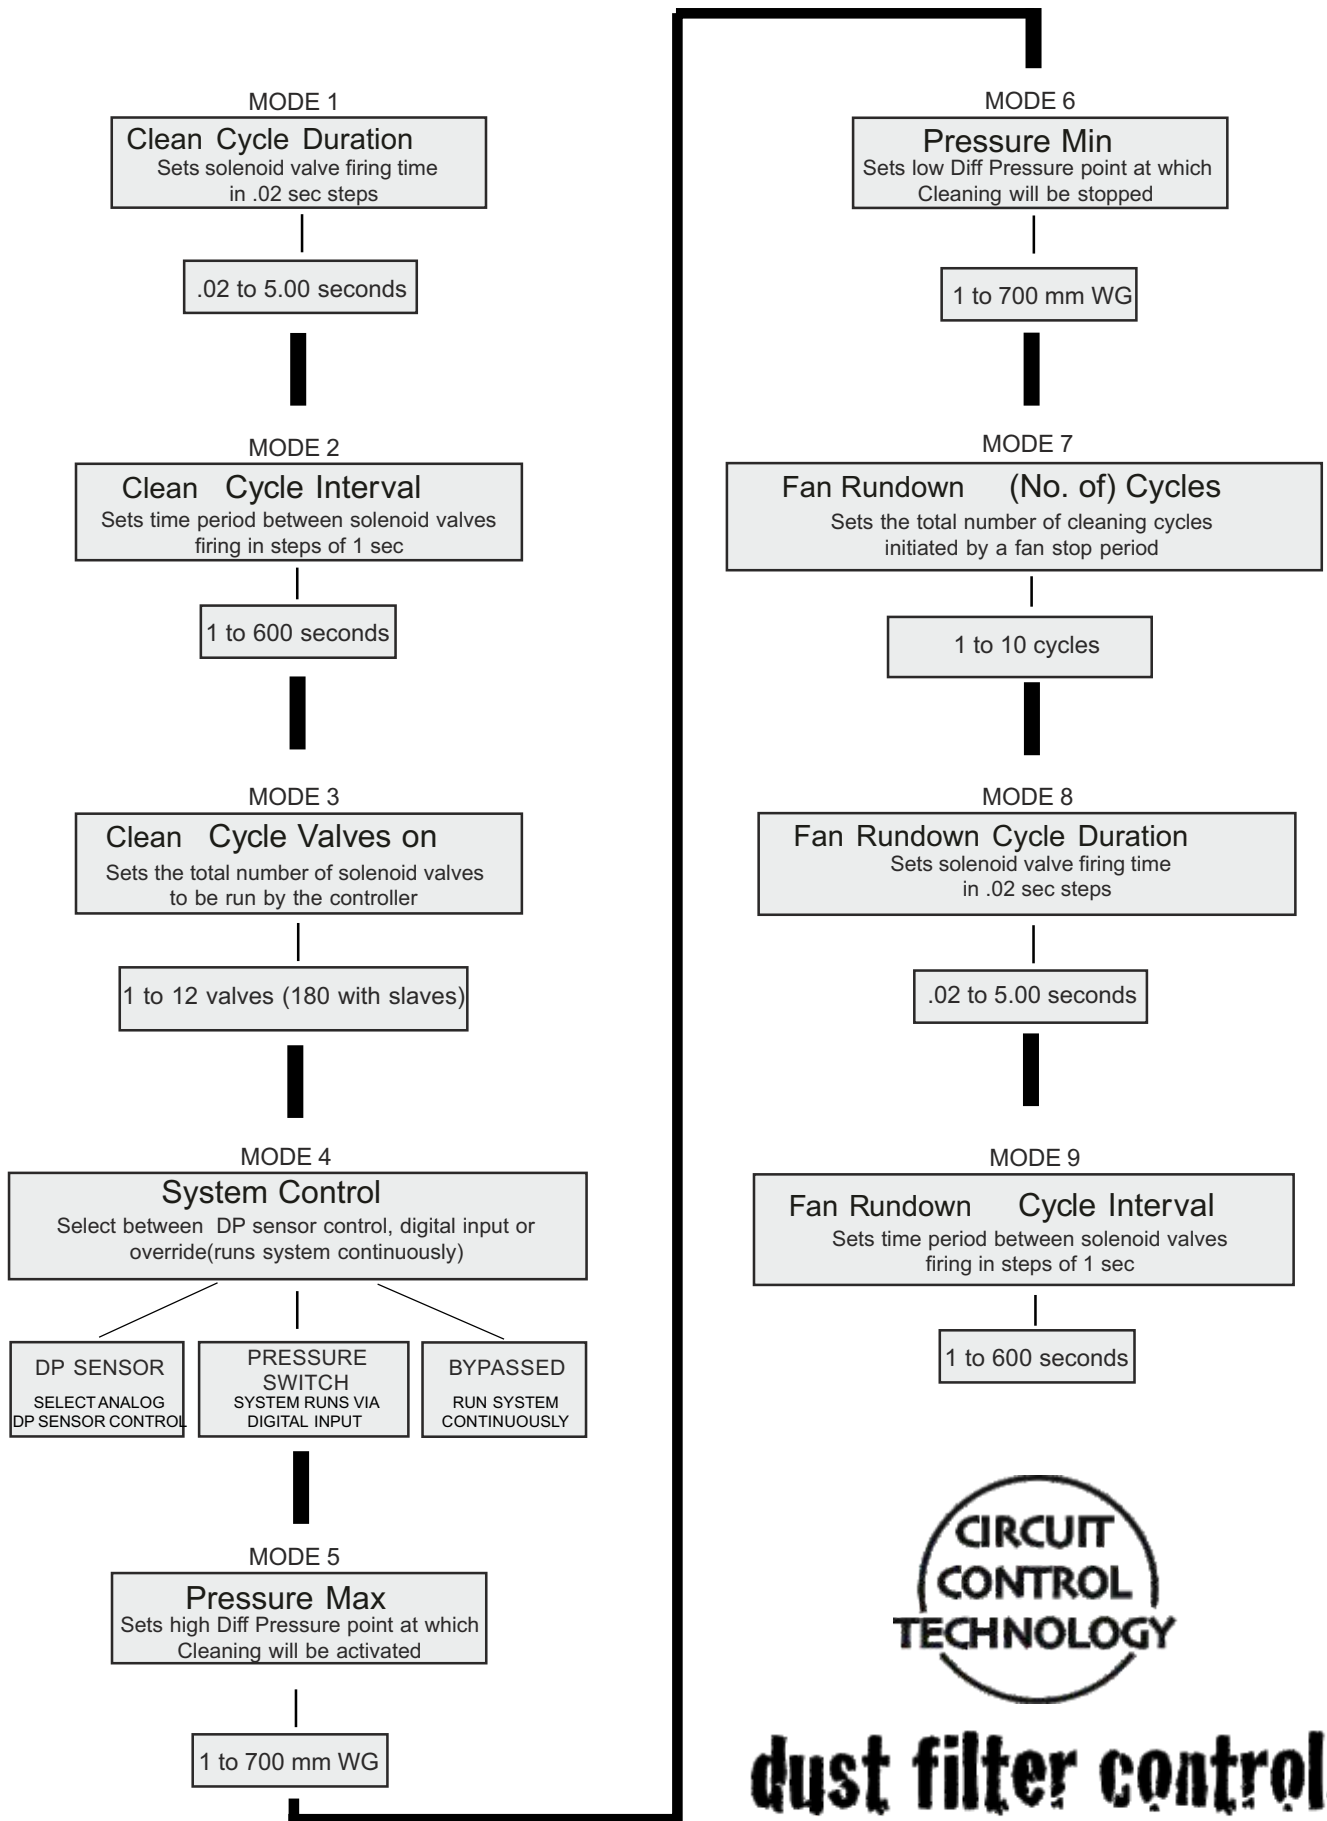 MODE 1
Clean Cycle Duration
Sets solenoid valve firing time
in .02 sec steps
.02 to 5.00 seconds
MODE 2
Clean Cycle Interval
Sets time period between solenoid valves
firing in steps of 1 sec
1 to 600 seconds
MODE 3
Clean Cycle Valves on
Sets the total number of solenoid valves
to be run by the controller
1 to 12 valves (180 with slaves)
MODE 4
System Control
Select between DP sensor control, digital input or
override(runs system continuously)
DP SENSOR
SELECT ANALOG
DP SENSOR CONTROL
PRESSURE
SWITCH
SYSTEM RUNS VIA
DIGITAL INPUT
BYPASSED
RUN SYSTEM
CONTINUOUSLY
MODE 5
Pressure Max
Sets high Diff Pressure point at which
Cleaning will be activated
1 to 700 mm WG
MODE 6
Pressure Min
Sets low Diff Pressure point at which
Cleaning will be stopped
1 to 700 mm WG
MODE 7
Fan Rundown (No. of) Cycles
Sets the total number of cleaning cycles
initiated by a fan stop period
1 to 10 cycles
MODE 8
Fan Rundown Cycle Duration
Sets solenoid valve firing time
in .02 sec steps
.02 to 5.00 seconds
MODE 9
Fan Rundown Cycle Interval
Sets time period between solenoid valves
firing in steps of 1 sec
1 to 600 seconds
CIRCUIT
CONTROL
TECHNOLOGY
dust filter control